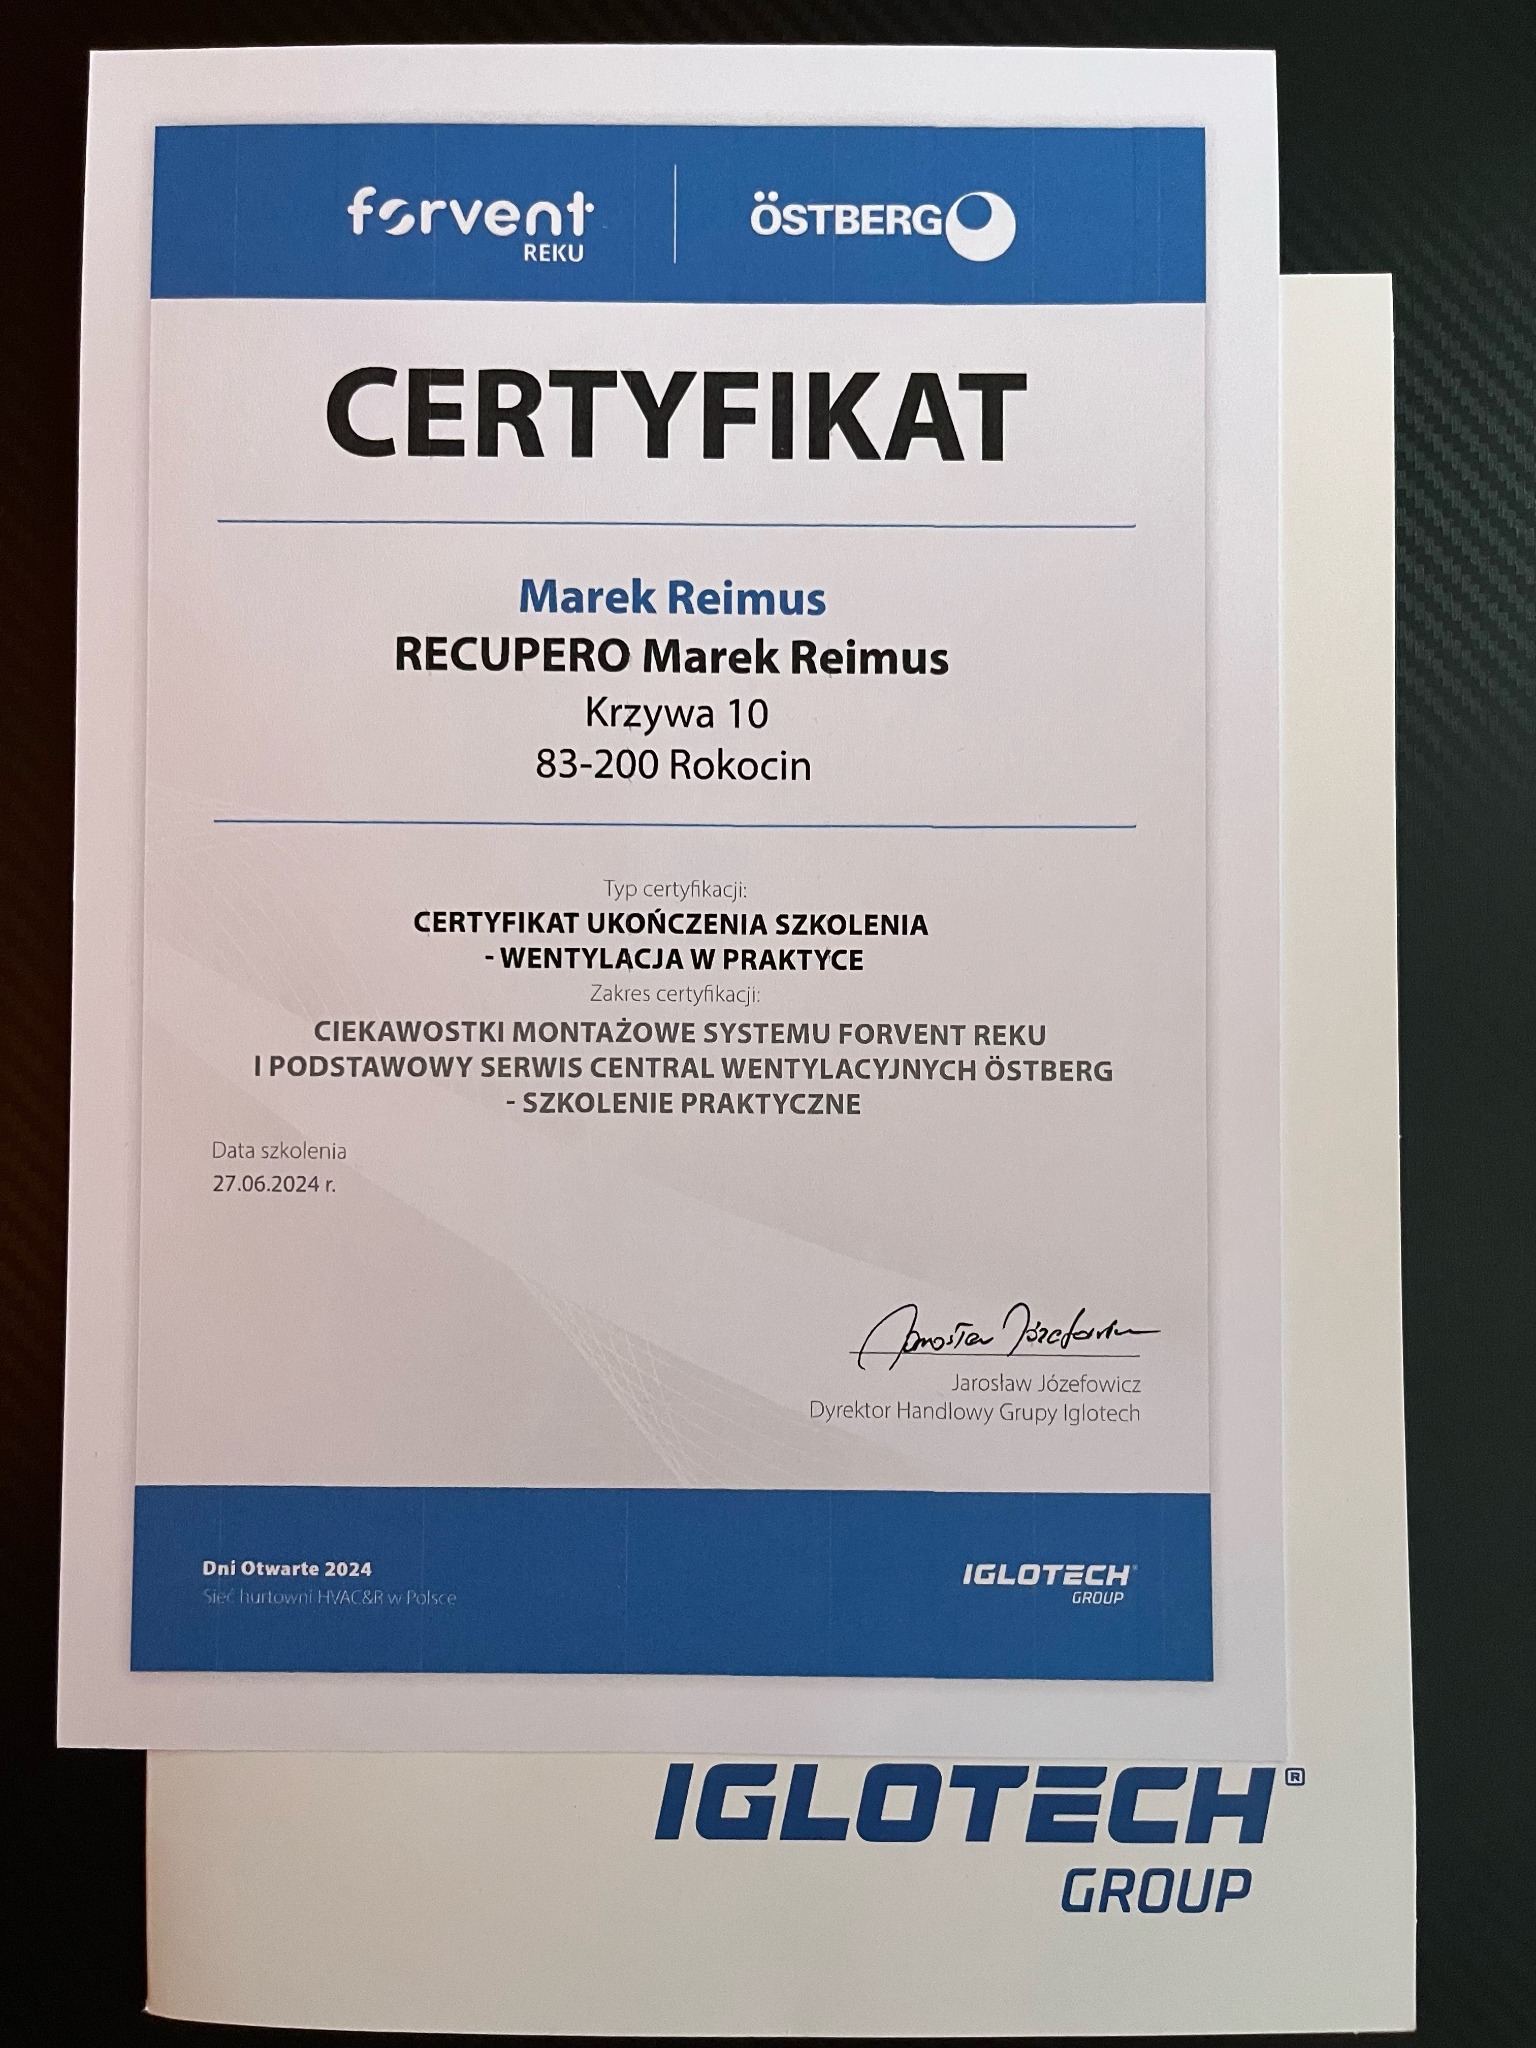 forvent
REKU
ÖSTBERG
CERTYFIKAT
Marek Reimus
RECUPERO Marek Reimus
Krzywa 10
83-200 Rokocin
Typ certyfikacji:
CERTYFIKAT UKOŃCZENIA SZKOLENIA
- WENTYLACJA W PRAKTYCE
Zakres certyfikacji:
CIEKAWOSTKI MONTAŻOWE SYSTEMU FORVENT REKU
I PODSTAWOWY SERWIS CENTRAL WENTYLACYJNYCH ÖSTBERG
- SZKOLENIE PRAKTYCZNE
Data szkolenia
27.06.2024 r.
Jarosław Józefowicz
Jarosław Józefowicz
Dyrektor Handlowy Grupy Iglotech
Dni Otwarte 2024
Sieć hurtowni HVAC&R w Polsce
IGLOTECH®
GROUP
IGLOTECH®
GROUP